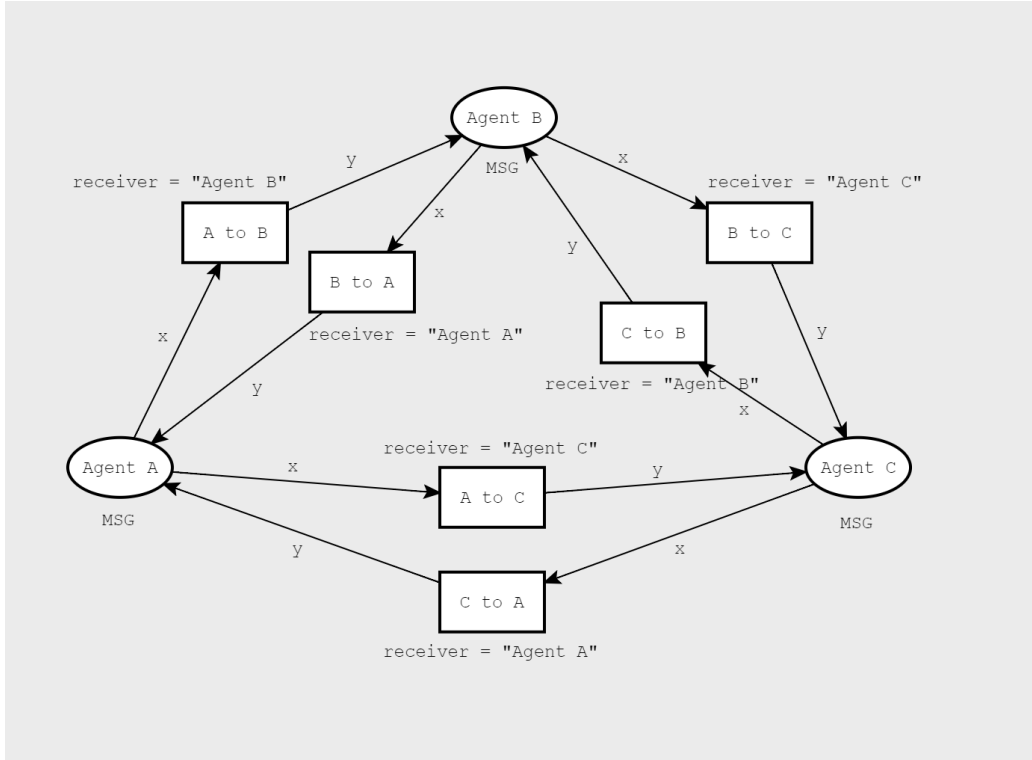 Agent B
MSG
y
x
receiver = "Agent B"
receiver = "Agent C"
x
A to B
B to C
y
B to A
C to B
x
receiver = "Agent A"
y
y
receiver = "Agent B"
x
receiver = "Agent C"
Agent A
x
y
Agent C
A to C
MSG
MSG
y
x
C to A
receiver = "Agent A"